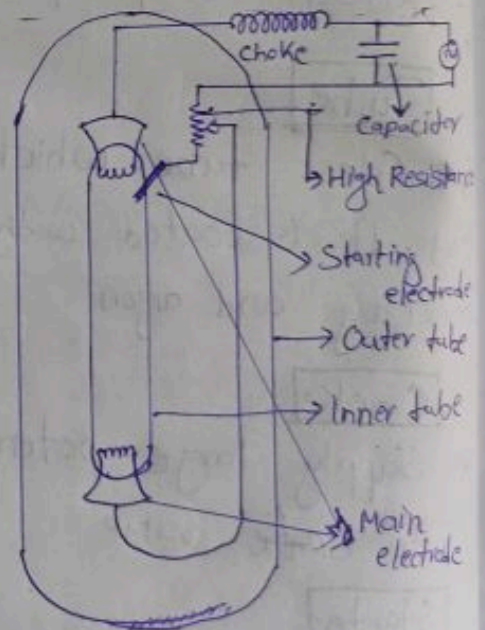 choke
Capacitor
High Resistance
Starting
electrode
Outer tube
Inner tube
Main
electrode